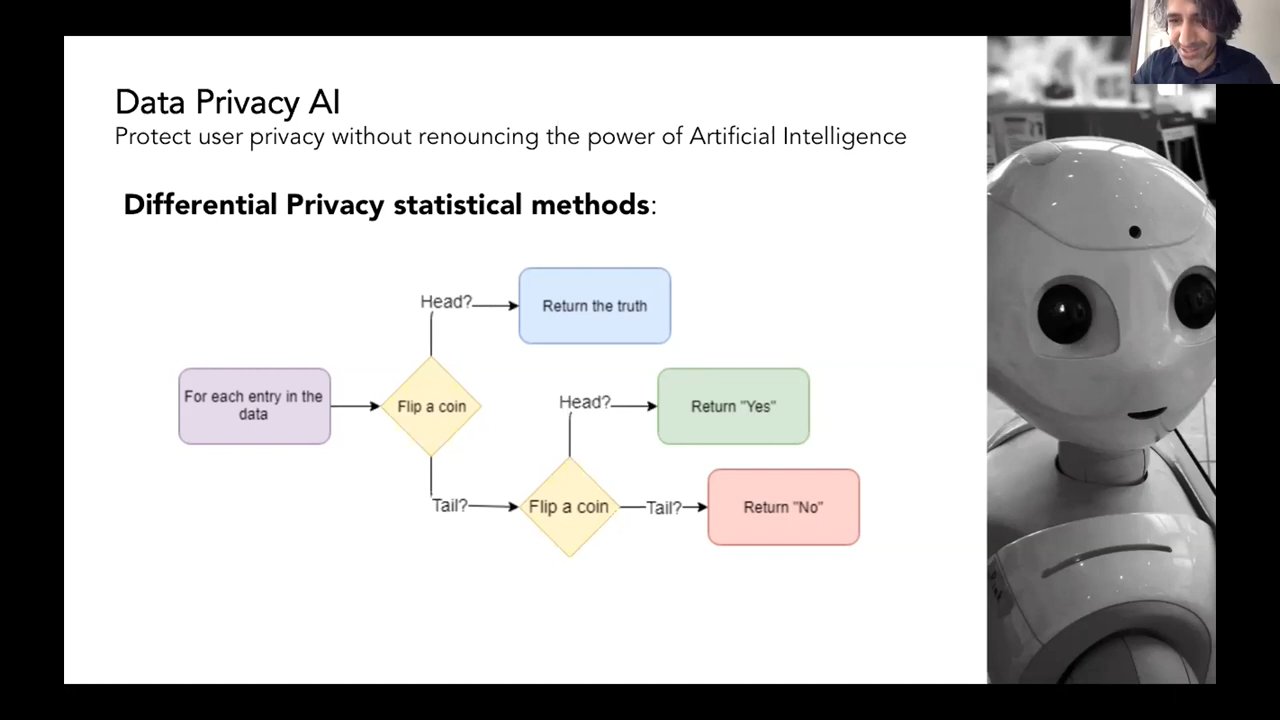 Data Privacy AI
Protect user privacy without renouncing the power of Artificial Intelligence
Differential Privacy statistical methods:
Head?
Return the truth
For each entry in the
data
Flip a coin
Head?
Return "Yes"
Tail?
Flip a coin
Tail?
Return "No"